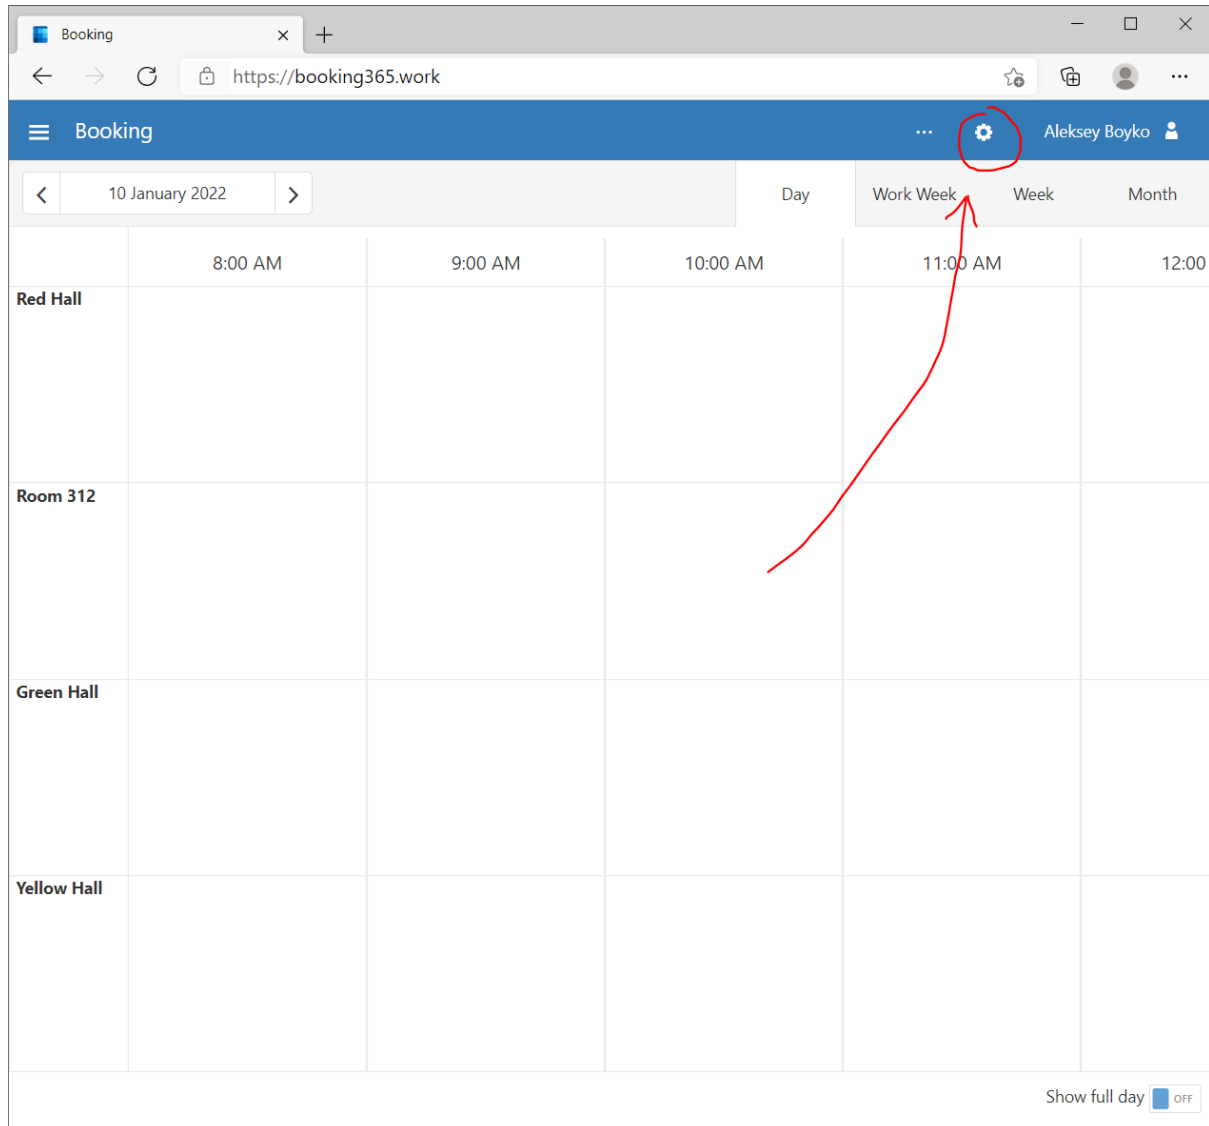 Booking
https://booking365.work
Booking
Aleksey Boyko
10 January 2022
Day
Work Week
Week
Month
8:00 AM
9:00 AM
10:00 AM
11:00 AM
12:00
Red Hall
Room 312
Green Hall
Yellow Hall
Show full day
OFF